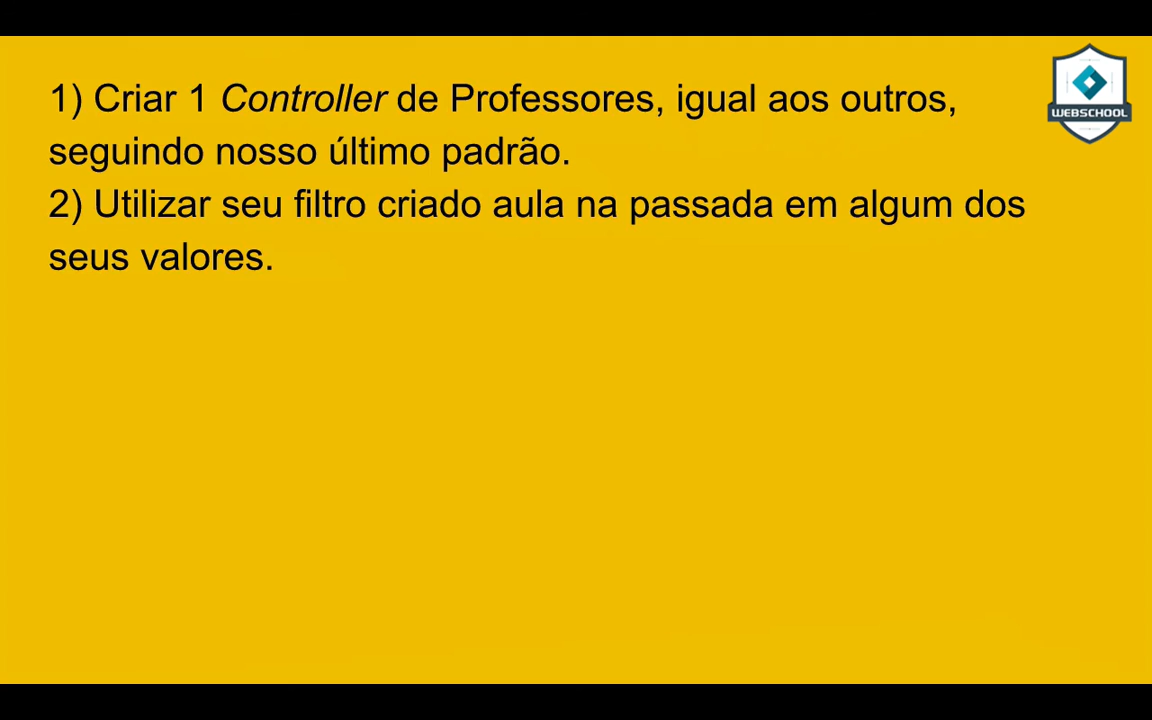 1) Criar 1 Controller de Professores, igual aos outros,
seguindo nosso último padrão.
2) Utilizar seu filtro criado aula na passada em algum dos
seus valores.
WEBSCHOOL